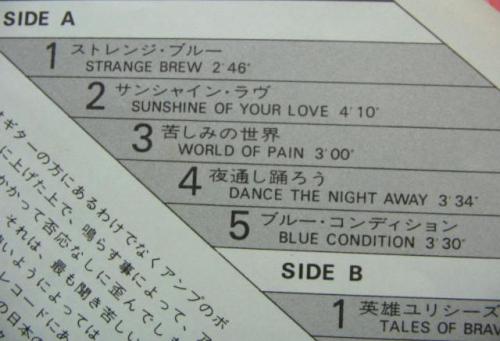 SIDE A
1 ストレンジ・ブルー
STRANGE BREW 2'46"
2 サンシャイン・ラヴ
SUNSHINE OF YOUR LOVE 4'10"
3 苦しみの世界
WORLD OF PAIN 3'00"
4 夜通し踊ろう
DANCE THE NIGHT AWAY 3'34"
5 ブルー・コンディション
BLUE CONDITION 3'30"
SIDE B
1 英雄ユリシーズ
TALES OF BRAV
ギターの方にあるわけでなくアンプのボ
に上げた上で、鳴らす事によって、ア
かかって否応なしに歪んでし
それは、最も聞き苦しい
いようによっては
レコードにあ
の日本の